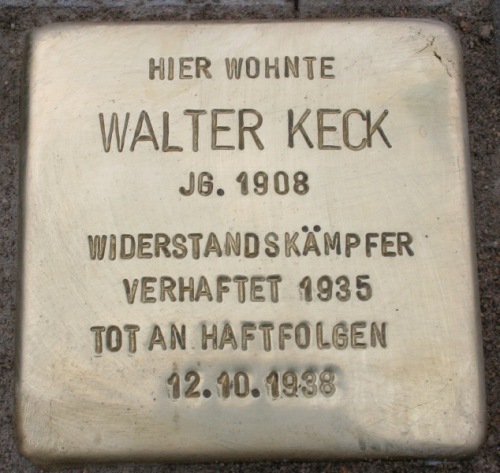 HIER WOHNTE
WALTER KECK
JG. 1908
WIDERSTANDSKÄMPFER
VERHAFTET 1935
TOT AN HAFTFOLGEN
12.10.1938